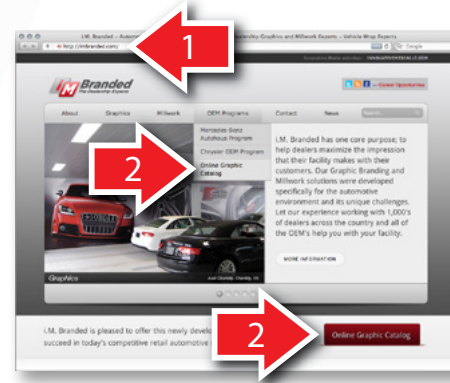 I.M. Branded – Automo
Dealership Graphics and Millwork Experts – Vehicle Wrap Experts
http://imbranded.com/
Google
1
i.M Branded
The Dealership Experts
Career Opportunities
About Graphics Millwork OEM Programs Contact News
Mercedes-Benz
Autohaus Program
Chrysler OEM Program
Online Graphic
Catalog
2
i.M. Branded has one core purpose; to
help dealers maximize the impression
that their facility makes with their
customers. Our Graphic Branding and
Millwork solutions were developed
specifically for the automotive
environment and its unique challenges.
Let our experience working with 1,000's
of dealers across the country and all of
the OEM's help you with your facility.
MORE INFORMATION
Graphics
i.M. Branded is pleased to offer this newly develo
succeed in today's competitive retail automotive
2
Online Graphic Catalog